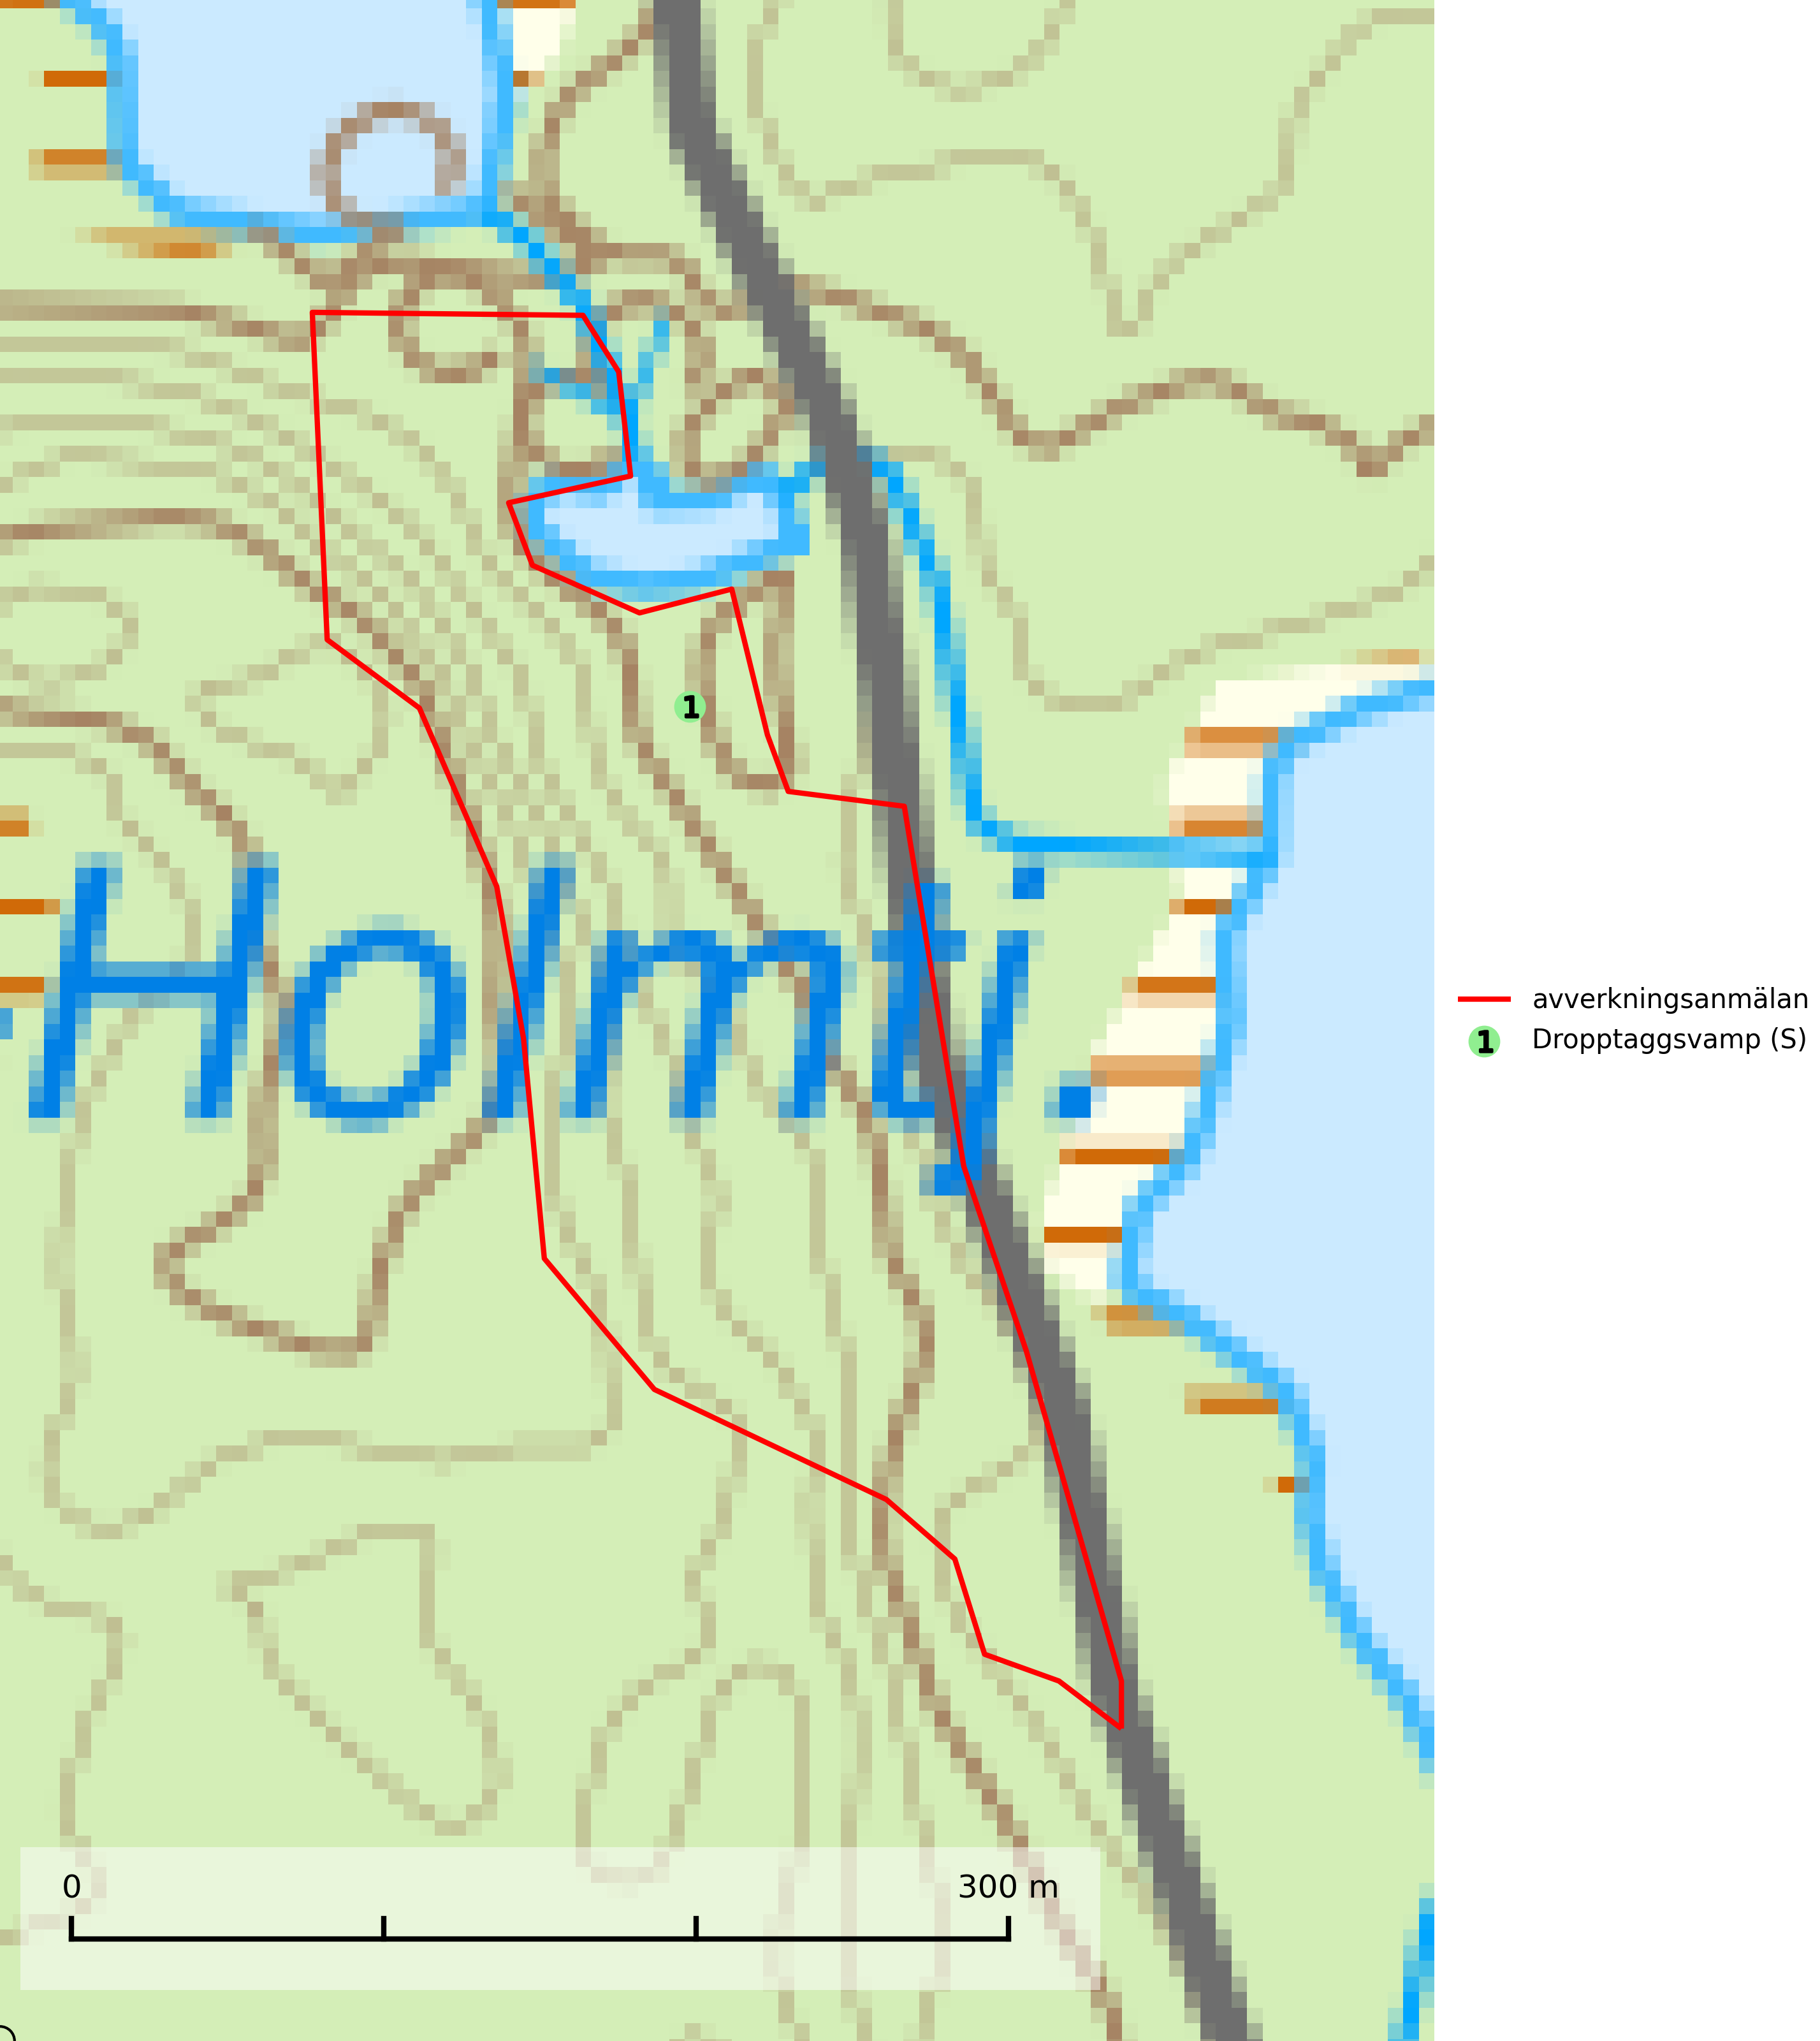 1
Holmtj.
avverkningsanmälan
1 Dropptaggsvamp (S)
0 300 m